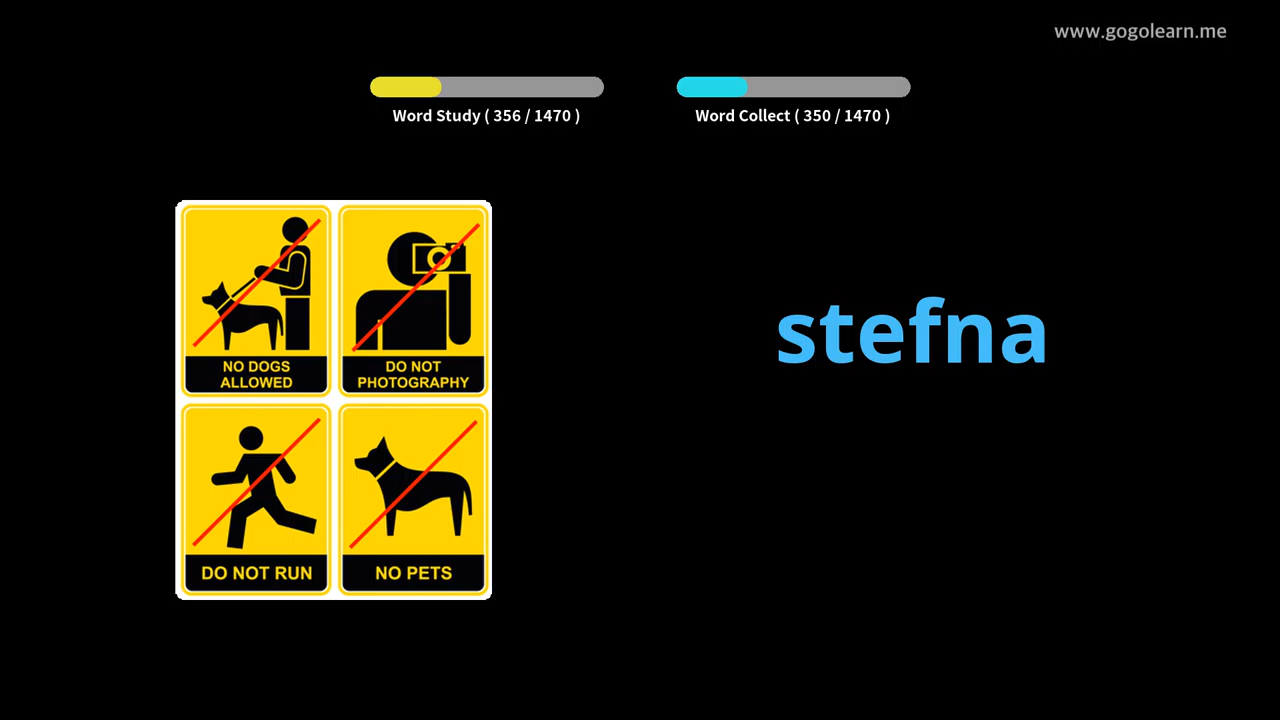 www.gogolearn.me
Word Study ( 356 / 1470 )
Word Collect ( 350 / 1470 )
NO DOGS
ALLOWED
DO NOT
PHOTOGRAPHY
stefna
DO NOT RUN
NO PETS